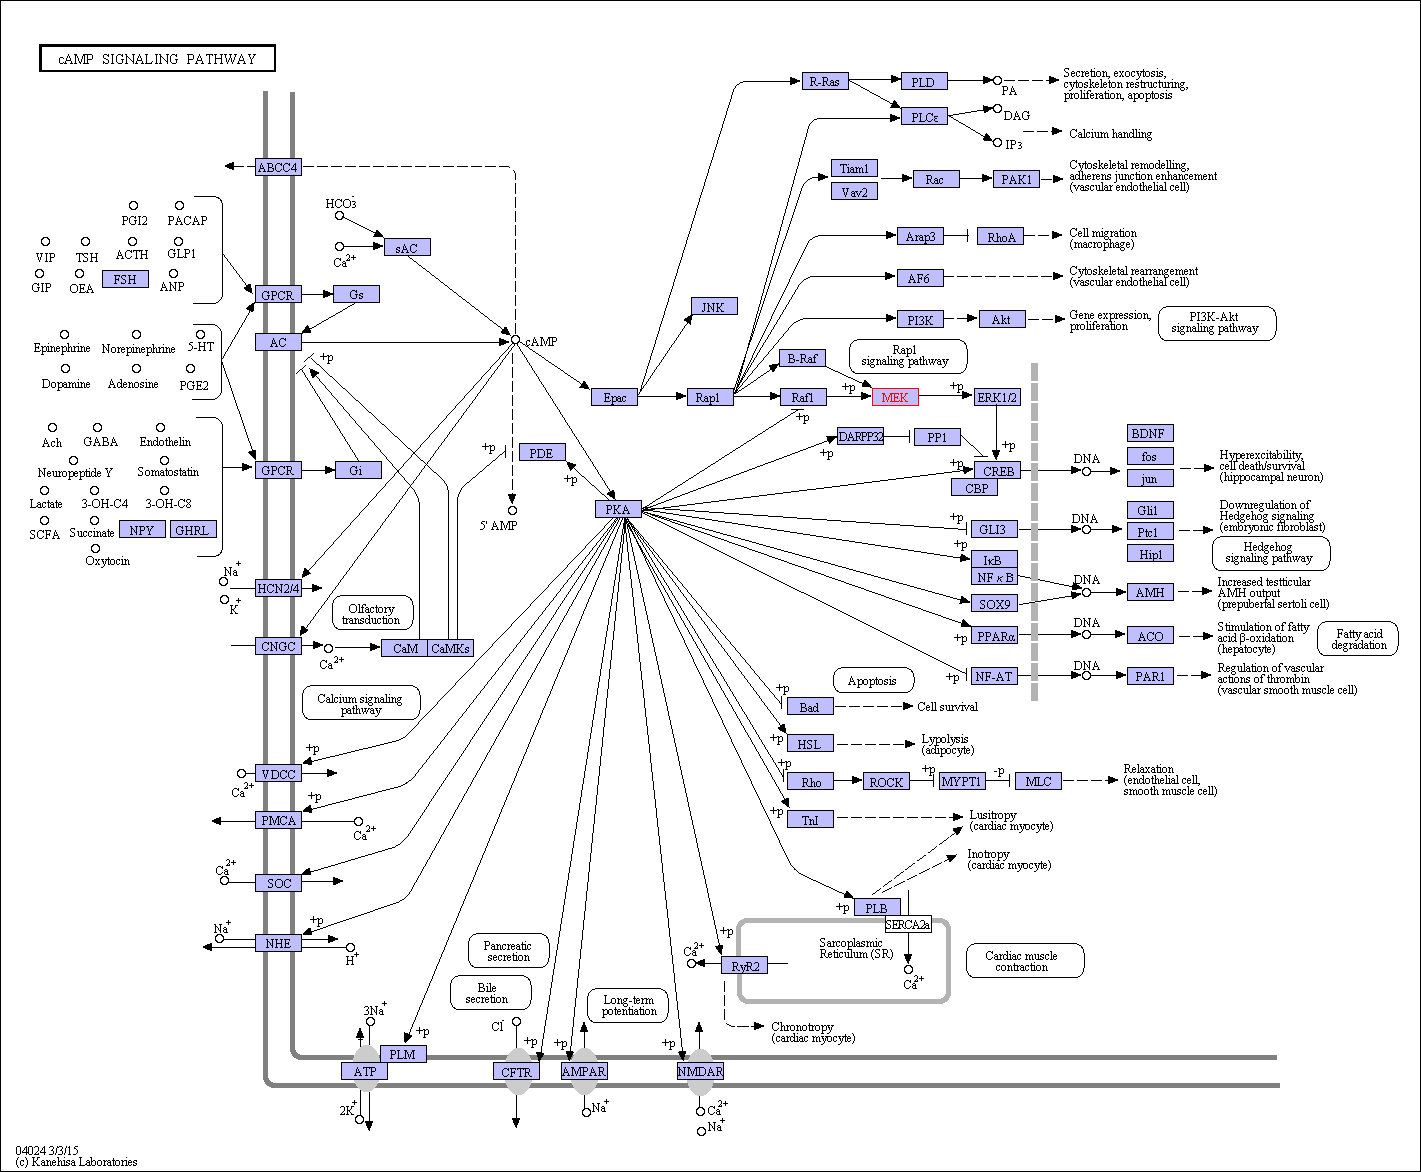 cAMP SIGNALING PATHWAY
R-Ras
PLD
PA
Secretion, exocytosis,
cytoskeleton restructuring,
proliferation, apoptosis
PLCε
DAG
IP3
Calcium handling
ABCC4
Tiam1
Vav2
Rac
PAK1
Cytoskeletal remodelling,
adherens junction enhancement
(vascular endothelial cell)
HCO3-
PGI2
PACAP
sAC
Ca2+
Arap3
RhoA
Cell migration
(macrophage)
VIP
TSH
ACTH
GLP1
GIP
OEA
FSH
ANP
AF6
Cytoskeletal rearrangement
(vascular endothelial cell)
GPCR
Gs
JNK
PI3K
Akt
Gene expression,
proliferation
PI3K-Akt
signaling pathway
Epinephrine
Norepinephrine
5-HT
AC
+p
cAMP
B-Raf
Rap1
signaling pathway
Dopamine
Adenosine
PGE2
Epac
Rap1
Raf1
+p
MEK
+p
ERK1/2
+p
Ach
GABA
Endothelin
Neuropeptide Y
Somatostatin
GPCR
Gi
+p
PDE
+p
DARPP32
+p
PP1
+p
+p
CREB
CBP
DNA
BDNF
fos
jun
Hyperexcitability,
cell death/survival
(hippocampal neuron)
Lactate
3-OH-C4
3-OH-C8
SCFA
Succinate
NPY
GHRL
Oxytocin
5' AMP
PKA
+p
GLI3
DNA
Gli1
Ptc1
Hip1
Downregulation of
Hedgehog signaling
(embryonic fibroblast)
Hedgehog
signaling pathway
+p
IκB
NFκB
SOX9
DNA
AMH
Increased testticular
AMH output
(prepuberfal sertoli cell)
Na+
K+
HCN2/4
Olfactory
transduction
CNGC
Ca2+
CaM
CaMKs
+p
PPARα
DNA
ACO
Stimulation of fatty
acid β-oxidation
(hepatocyte)
Fatty acid
degradation
+p
NF-AT
DNA
PAR1
Regulation of vascular
actions of thrombin
(vascular smooth muscle cell)
Calcium signaling
pathway
Apoptosis
+p
Bad
Cell survival
+p
HSL
Lypolysis
(adipocyte)
VDCC
Ca2+
+p
+p
Rho
ROCK
+p
MYPT1
-p
MLC
Relaxation
(endothelial cell,
smooth muscle cell)
+p
PMCA
Ca2+
+p
TnI
Lusitropy
(cardiac myocyte)
Inotropy
(cardiac myocyte)
Ca2+
SOC
+p
PLB
SERCA2a
Na+
NHE
+p
H+
Pancreatic
secretion
+p
Ca2+
RyR2
Sarcoplasmic
Reticulum (SR)
Ca2+
Cardiac muscle
contraction
Bile
secretion
Long-term
potentiation
Chronotropy
(cardiac myocyte)
3Na+
+p
PLM
ATP
2K+
Cl-
+p
CFTR
+p
AMPAR
Na+
+p
NMDAR
Ca2+
Na+
04024 3/3/15
(c) Kanehisa Laboratories